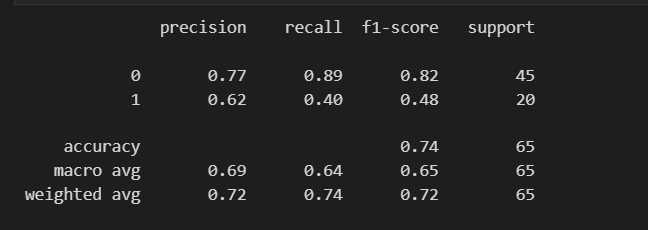 precision recall f1-score support
0 0.77 0.89 0.82 45
1 0.62 0.40 0.48 20
accuracy 0.74 65
macro avg 0.69 0.64 0.65 65
weighted avg 0.72 0.74 0.72 65